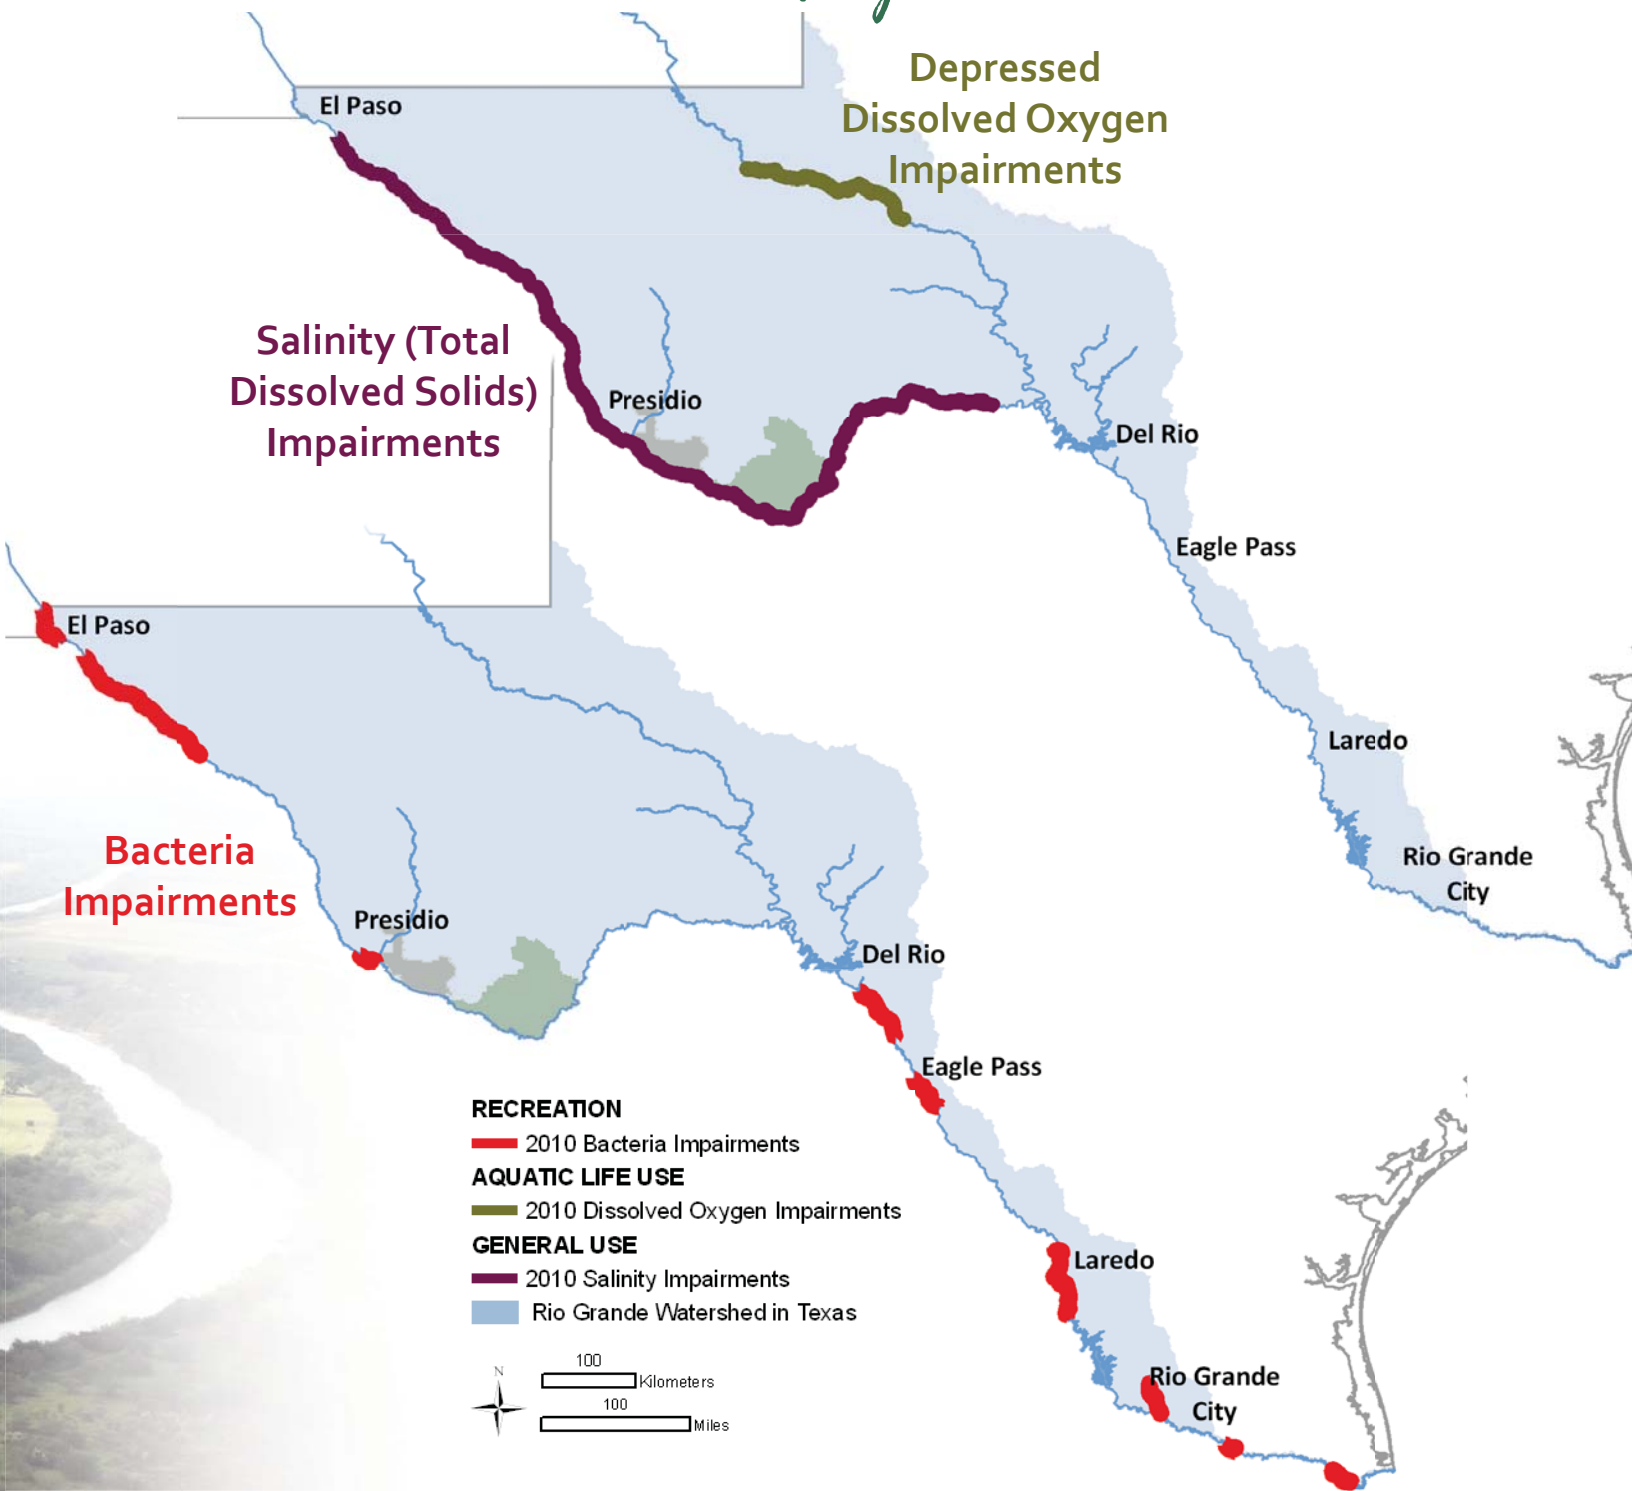 Depressed
Dissolved Oxygen
Impairments
El Paso
Salinity (Total
Dissolved Solids)
Impairments
Presidio
Del Rio
Eagle Pass
Laredo
Rio Grande
City
El Paso
Bacteria
Impairments
Presidio
Del Rio
Eagle Pass
Laredo
Rio Grande
City
RECREATION
2010 Bacteria Impairments
AQUATIC LIFE USE
2010 Dissolved Oxygen Impairments
GENERAL USE
2010 Salinity Impairments
Rio Grande Watershed in Texas
N
100
Kilometers
100
Miles